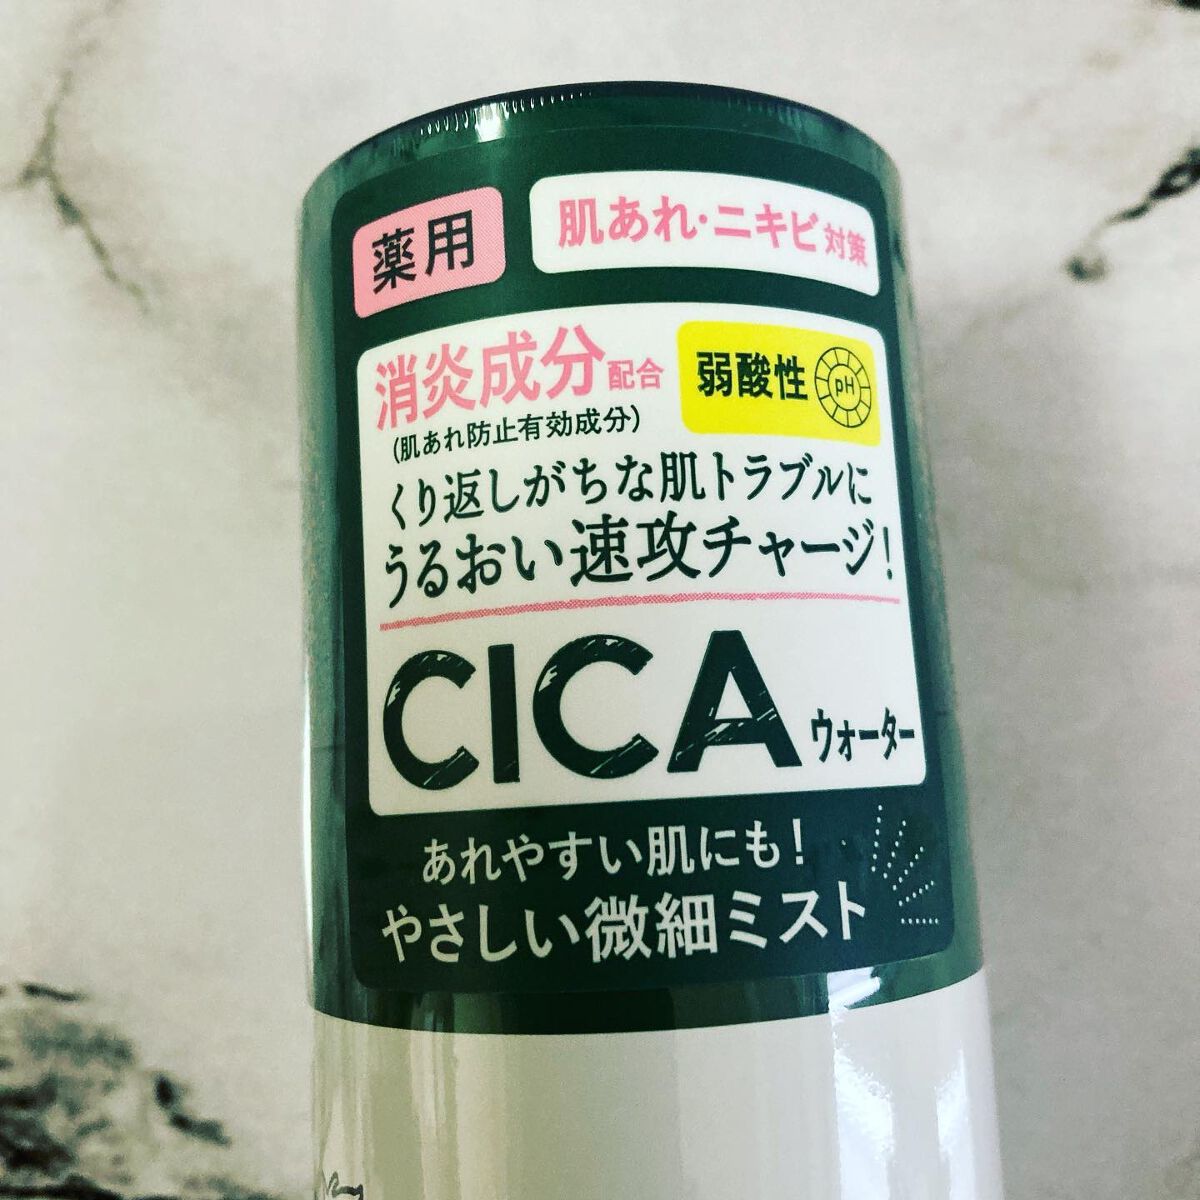 薬用
肌あれ・ニキビ対策
消炎成分配合
(肌あれ防止有効成分)
弱酸性 pH
くり返しがちな肌トラブルに
うるおい速攻チャージ!
CICA ウォーター
あれやすい肌にも!
やさしい微細ミスト